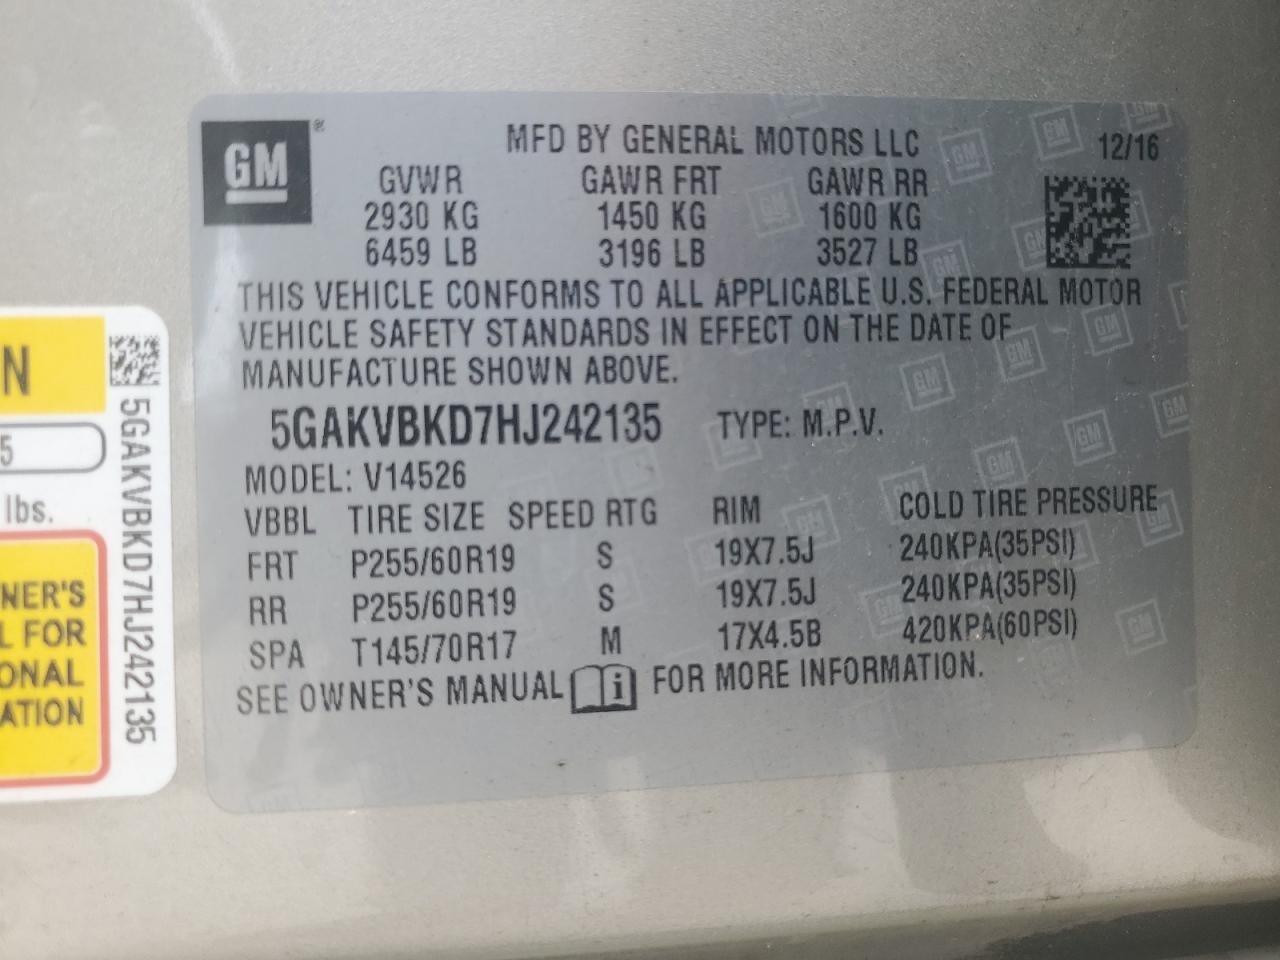 GM®
MFD BY GENERAL MOTORS LLC 12/16
GVWR GAWR FRT GAWR RR
2930 KG 1450 KG 1600 KG
6459 LB 3196 LB 3527 LB
THIS VEHICLE CONFORMS TO ALL APPLICABLE U.S. FEDERAL MOTOR
VEHICLE SAFETY STANDARDS IN EFFECT ON THE DATE OF
MANUFACTURE SHOWN ABOVE.
5GAKVBKD7HJ242135 TYPE: M.P.V.
MODEL: V14526
VBBL TIRE SIZE SPEED RTG RIM COLD TIRE PRESSURE
FRT P255/60R19 S 19X7.5J 240KPA(35PSI)
RR P255/60R19 S 19X7.5J 240KPA(35PSI)
SPA T145/70R17 M 17X4.5B 420KPA(60PSI)
SEE OWNER'S MANUAL i FOR MORE INFORMATION.
N
5
lbs.
NER'S
L FOR
ONAL
ATION
5GAKVBKD7HJ242135